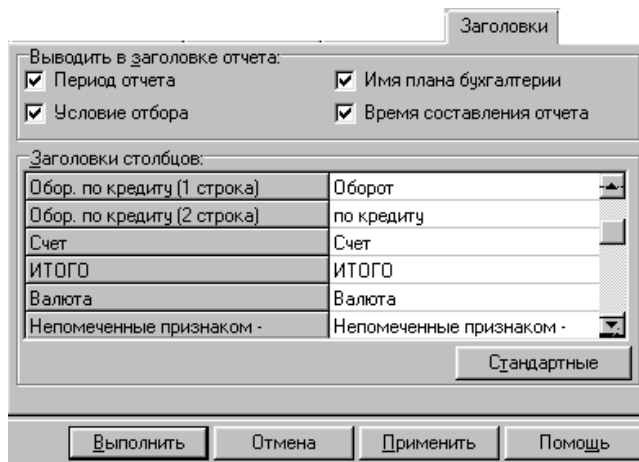 Заголовки
Выводить в заголовке отчета:
Период отчета
Имя плана бухгалтерии
Условие отбора
Время составления отчета
Заголовки столбцов:
Обор. по кредиту (1 строка) Оборот
Обор. по кредиту (2 строка) по кредиту
Счет Счет
ИТОГО ИТОГО
Валюта Валюта
Непомеченные признаком - Непомеченные признаком -
Стандартные
Выполнить Отмена Применить Помощь